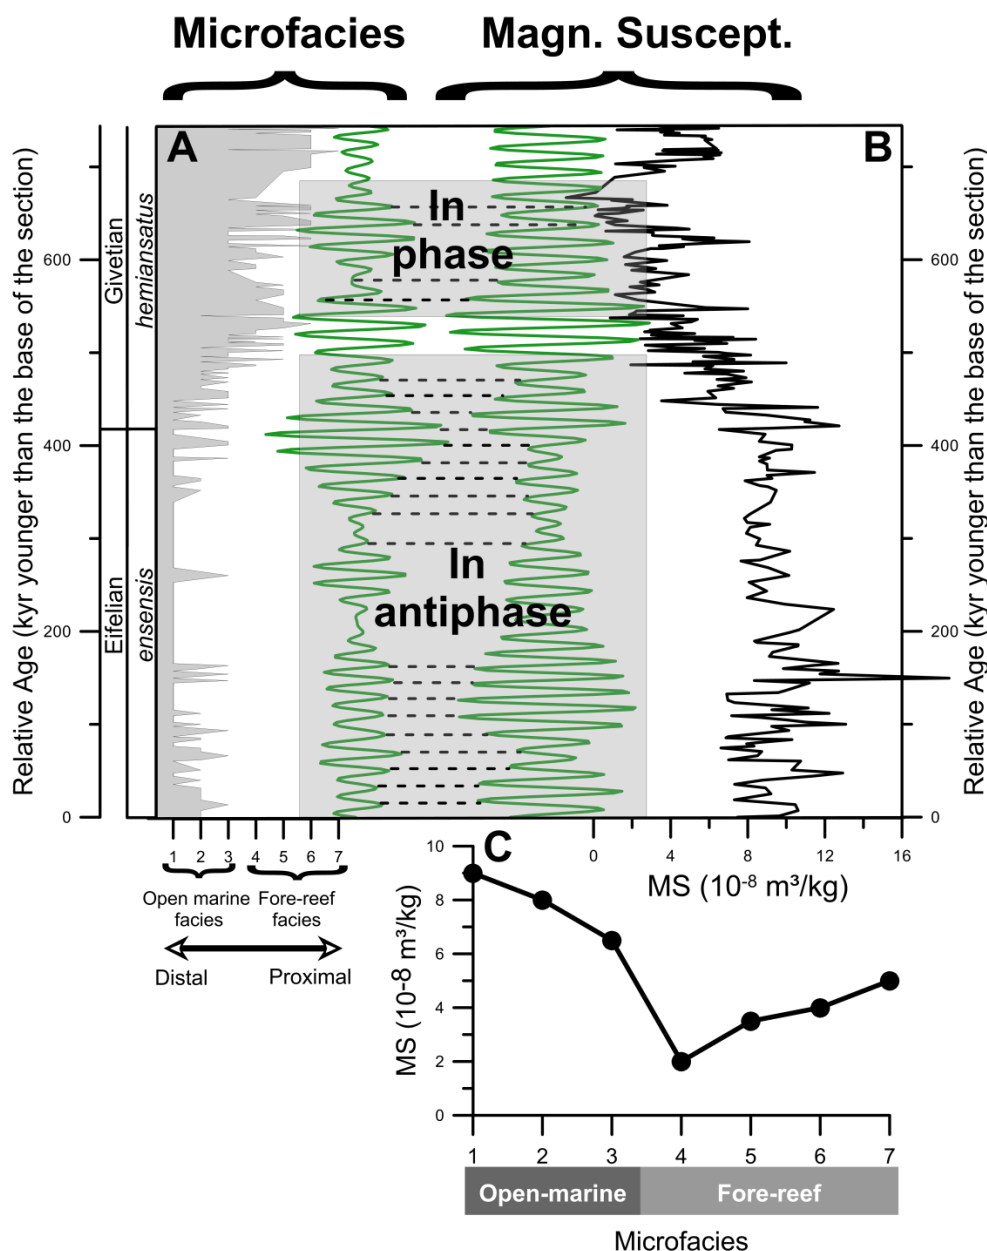 Microfacies
Magn. Suscept.
A
B
Relative Age (kyr younger than the base of the section)
Givetian
hemiansatus
Eifelian
ensensis
600
400
200
0
In
phase
In
antiphase
600
400
200
0
Relative Age (kyr younger than the base of the section)
1 2 3 4 5 6 7
Open marine
facies
Fore-reef
facies
Distal
Proximal
0 4 8 12 16
MS (10⁻⁸ m³/kg)
C
MS (10⁻⁸ m³/kg)
10
8
6
4
2
0
1 2 3 4 5 6 7
Open-marine
Fore-reef
Microfacies